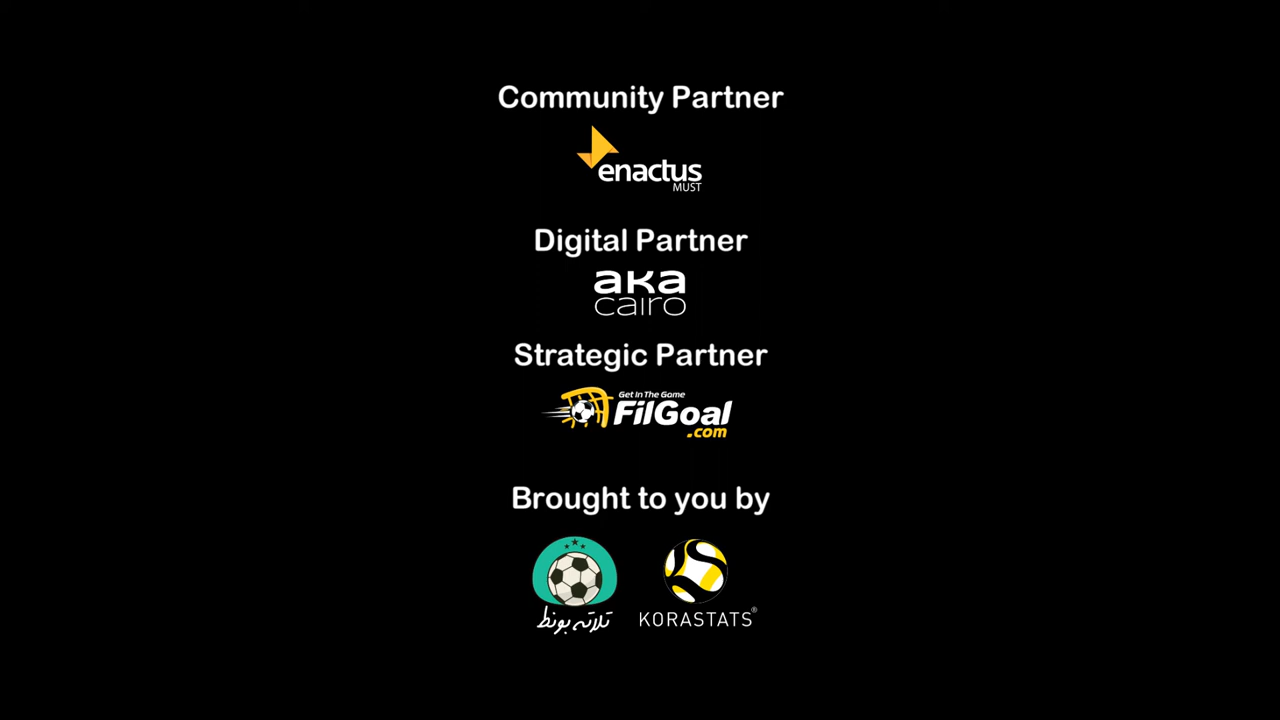 Community Partner
enactus
MUST
Digital Partner
aka
cairo
Strategic Partner
Get In The Game
FilGoal
.com
Brought to you by
تلاته بونط
KORASTATS®